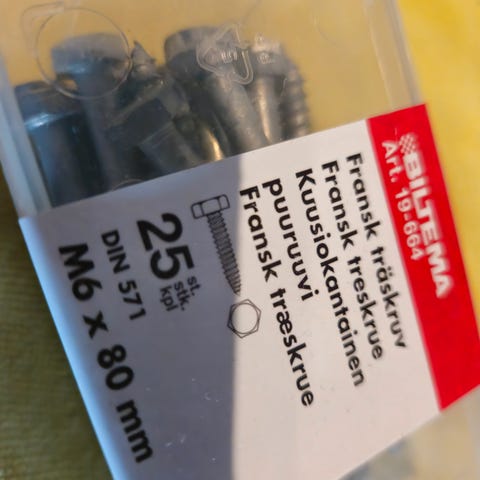 BILTEMA
Art. 19-664
Fransk träskruv
Fransk treskrue
Kuusiokantainen
puuruuvi
Fransk træskrue
25 st.
stk.
kpl
DIN 571
M6 x 80 mm